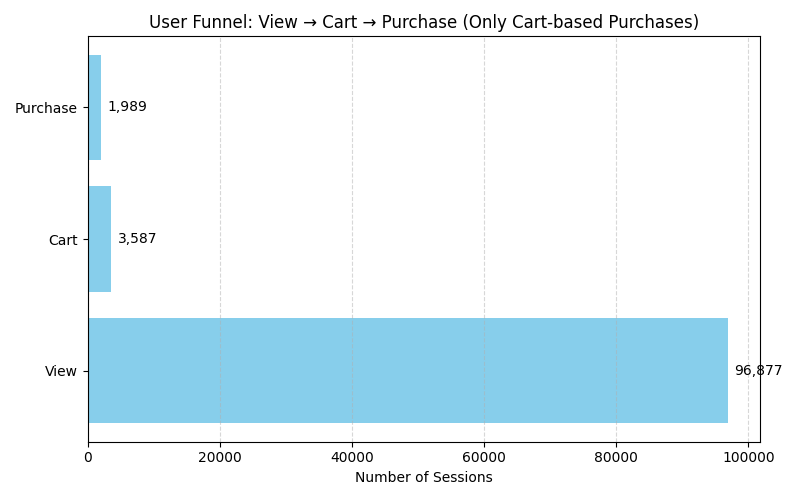 User Funnel: View → Cart → Purchase (Only Cart-based Purchases)
Purchase
1,989
Cart
3,587
View
96,877
0 20000 40000 60000 80000 100000
Number of Sessions